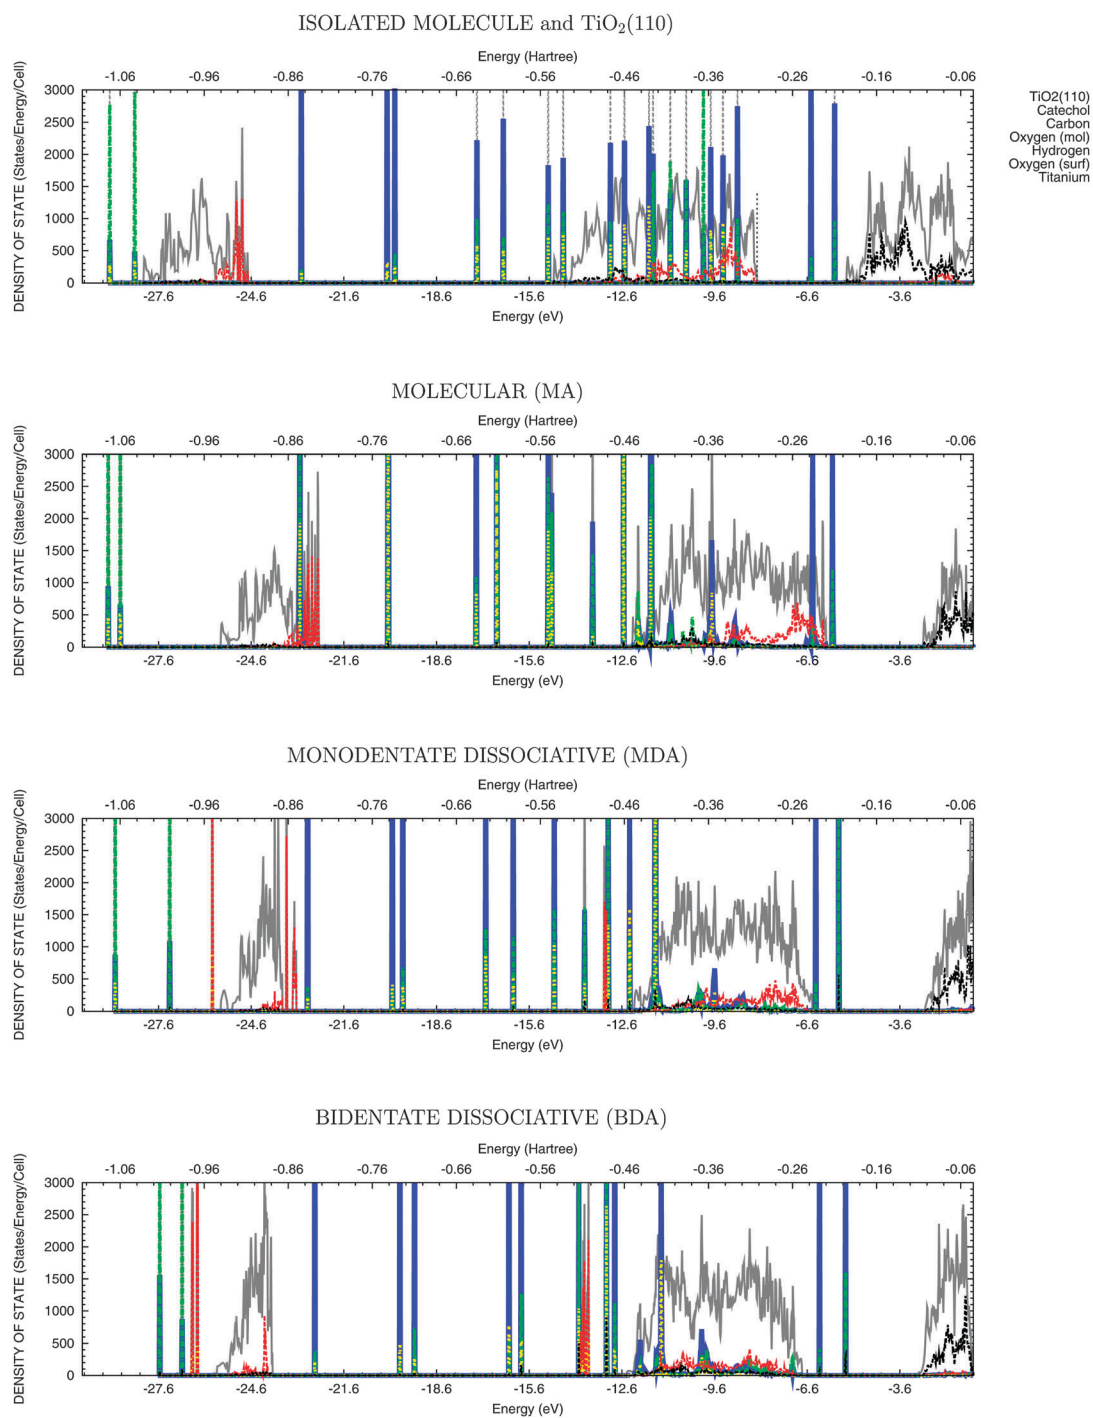 ISOLATED MOLECULE and TiO₂(110)
Energy (Hartree)
-1.06 -0.96 -0.86 -0.76 -0.66 -0.56 -0.46 -0.36 -0.26 -0.16 -0.06
DENSITY OF STATE (States/Energy/Cell)
3000
2500
2000
1500
1000
500
0
-27.6 -24.6 -21.6 -18.6 -15.6 -12.6 -9.6 -6.6 -3.6
Energy (eV)
TiO2(110)
Catechol
Carbon
Oxygen (mol)
Hydrogen
Oxygen (surf)
Titanium
MOLECULAR (MA)
Energy (Hartree)
-1.06 -0.96 -0.86 -0.76 -0.66 -0.56 -0.46 -0.36 -0.26 -0.16 -0.06
DENSITY OF STATE (States/Energy/Cell)
3000
2500
2000
1500
1000
500
0
-27.6 -24.6 -21.6 -18.6 -15.6 -12.6 -9.6 -6.6 -3.6
Energy (eV)
MONODENTATE DISSOCIATIVE (MDA)
Energy (Hartree)
-1.06 -0.96 -0.86 -0.76 -0.66 -0.56 -0.46 -0.36 -0.26 -0.16 -0.06
DENSITY OF STATE (States/Energy/Cell)
3000
2500
2000
1500
1000
500
0
-27.6 -24.6 -21.6 -18.6 -15.6 -12.6 -9.6 -6.6 -3.6
Energy (eV)
BIDENTATE DISSOCIATIVE (BDA)
Energy (Hartree)
-1.06 -0.96 -0.86 -0.76 -0.66 -0.56 -0.46 -0.36 -0.26 -0.16 -0.06
DENSITY OF STATE (States/Energy/Cell)
3000
2500
2000
1500
1000
500
0
-27.6 -24.6 -21.6 -18.6 -15.6 -12.6 -9.6 -6.6 -3.6
Energy (eV)